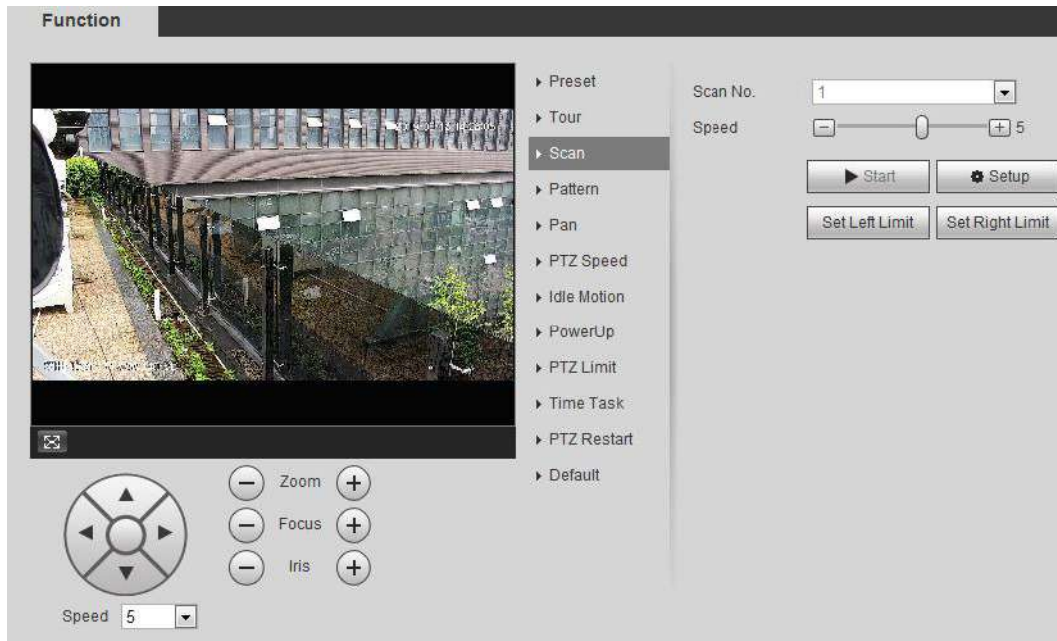 Function
Preset
Tour
Scan
Pattern
Pan
PTZ Speed
Idle Motion
PowerUp
PTZ Limit
Time Task
PTZ Restart
Default
Scan No. 1
Speed 5
Start Setup
Set Left Limit Set Right Limit
Zoom
Focus
Iris
Speed 5